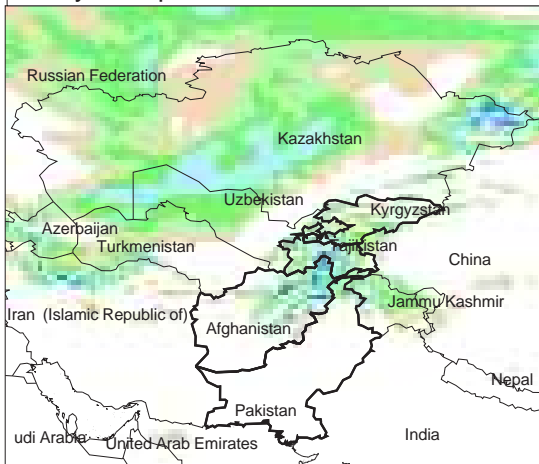 Russian Federation
Kazakhstan
Uzbekistan
Kyrgyzstan
Azerbaijan
Turkmenistan
Tajikistan
China
Iran (Islamic Republic of)
Jammu Kashmir
Afghanistan
Nepal
Pakistan
udi Arabia
United Arab Emirates
India